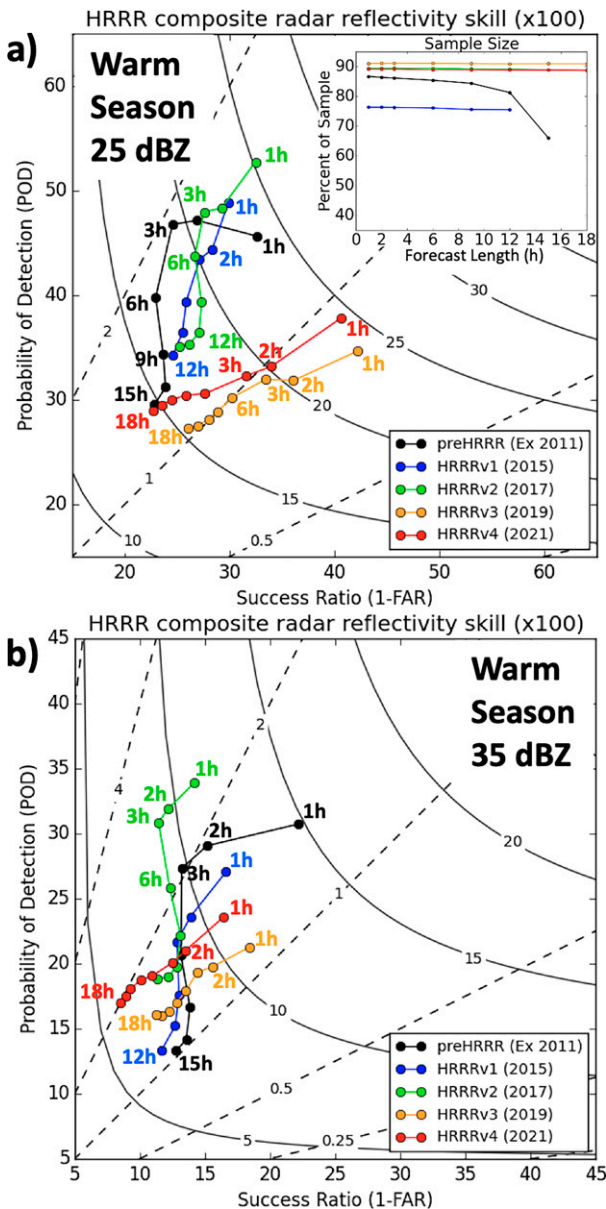 HRRR composite radar reflectivity skill (x100)
a)
Warm
Season
25 dBZ
Sample Size
Percent of Sample
90
80
70
60
50
40
0 2 4 6 8 10 12 14 16 18
Forecast Length (h)
Probability of Detection (POD)
60
50
40
30
20
1h
3h
1h
3h
1h
6h
2h
6h
1h
2h
3h
1h
9h
12h
3h
2h
12h
15h
6h
18h
18h
2
1
0.5
10
15
20
25
30
preHRRR (Ex 2011)
HRRRv1 (2015)
HRRRv2 (2017)
HRRRv3 (2019)
HRRRv4 (2021)
20 30 40 50 60
Success Ratio (1-FAR)
HRRR composite radar reflectivity skill (x100)
b)
Warm
Season
35 dBZ
Probability of Detection (POD)
45
40
35
30
25
20
15
10
5
1h
2h
3h
1h
2h
3h
1h
6h
1h
2h
1h
2h
18h
18h
12h
15h
4
2
1
0.5
0.25
5
10
15
20
preHRRR (Ex 2011)
HRRRv1 (2015)
HRRRv2 (2017)
HRRRv3 (2019)
HRRRv4 (2021)
5 10 15 20 25 30 35 40 45
Success Ratio (1-FAR)